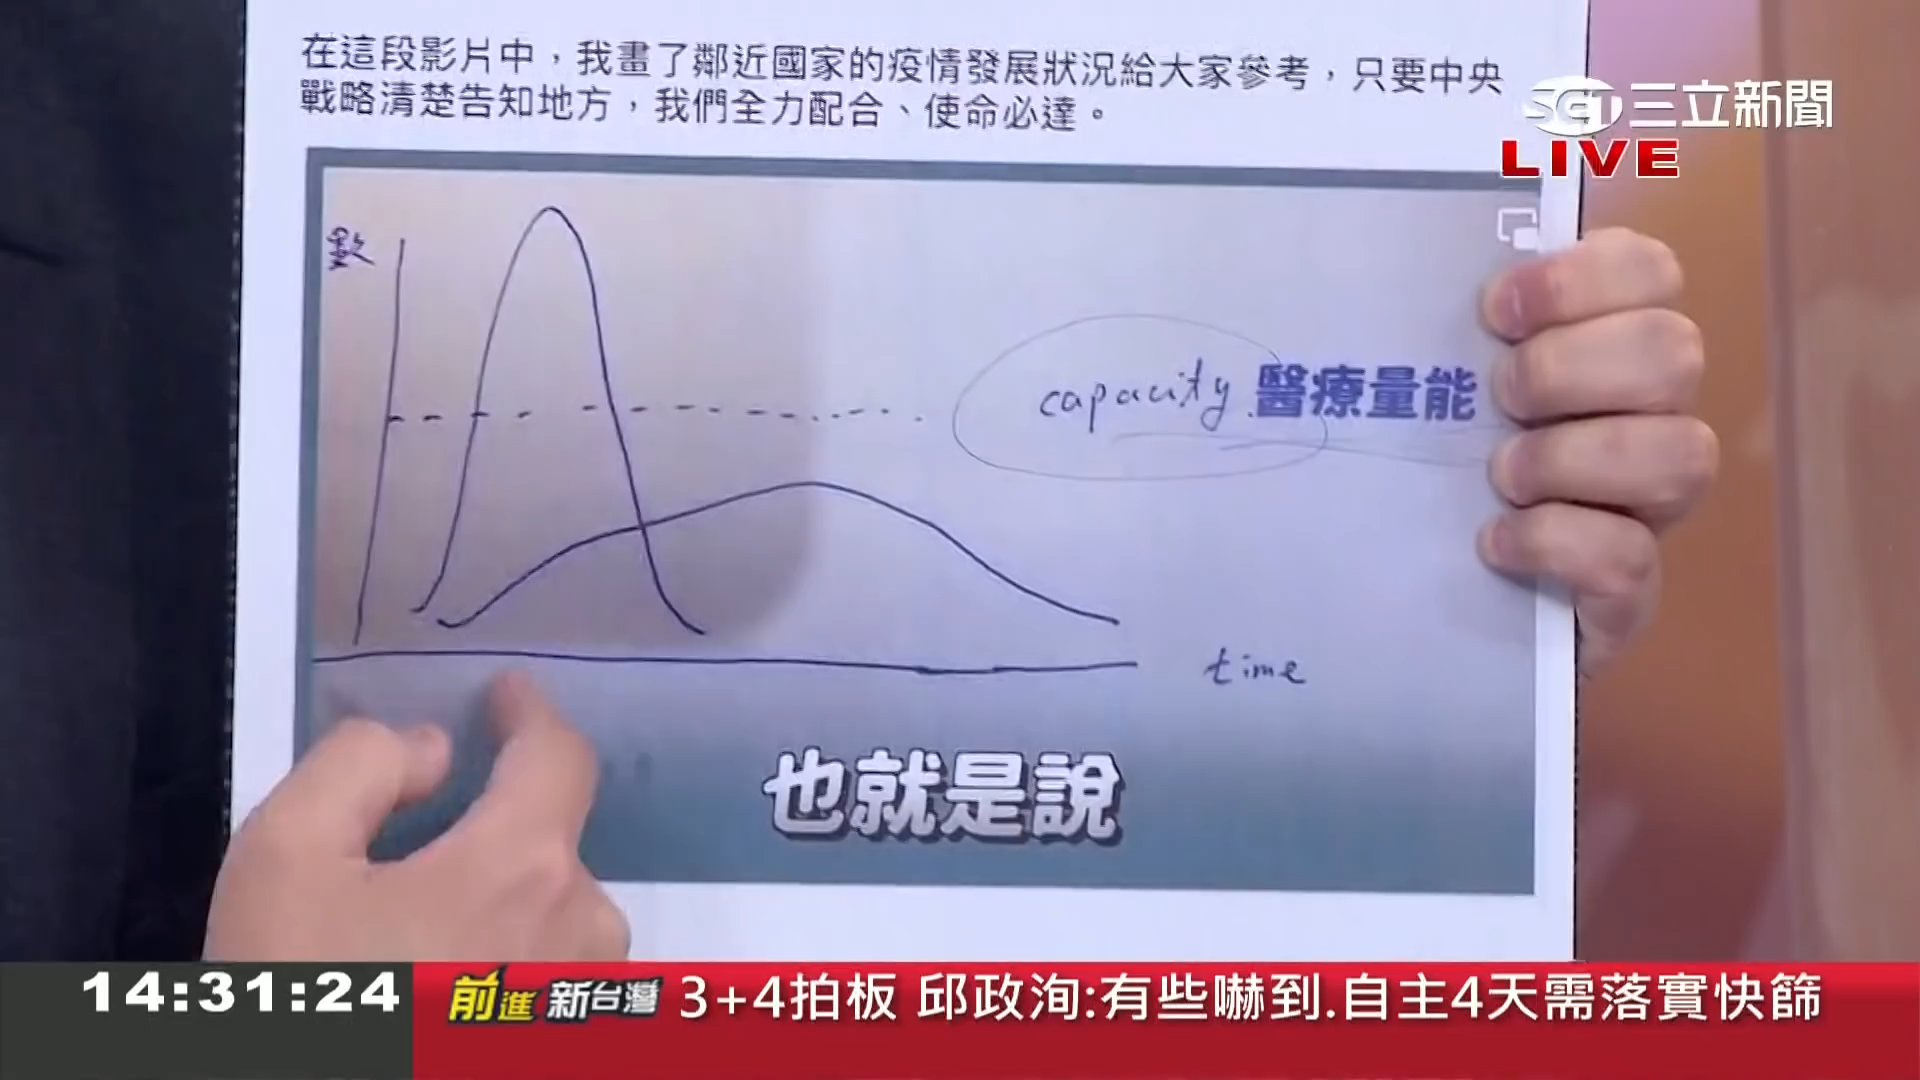 在這段影片中，我畫了鄰近國家的疫情發展狀況給大家參考，只要中央
戰略清楚告知地方，我們全力配合、使命必達。
SET三立新聞
LIVE
數
capacity 醫療量能
time
也就是說
14:31:24
前進新台灣
3+4拍板 邱政洵:有些嚇到.自主4天需落實快篩